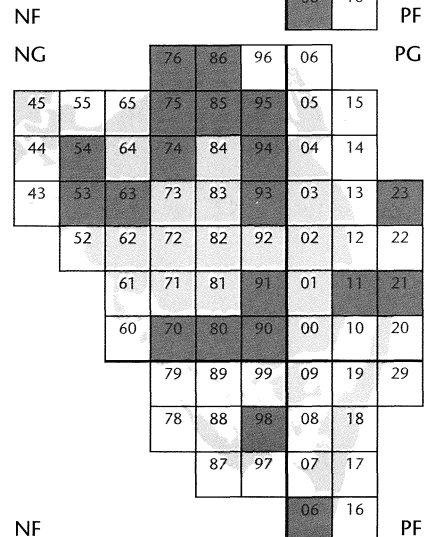 NF PF
NG 76 86 96 06 PG
45 55 65 75 85 95 05 15
44 54 64 74 84 94 04 14
43 53 63 73 83 93 03 13 23
52 62 72 82 92 02 12 22
61 71 81 91 01 11 21
60 70 80 90 00 10 20
79 89 99 09 19 29
78 88 98 08 18
87 97 07 17
06 16
NF PF